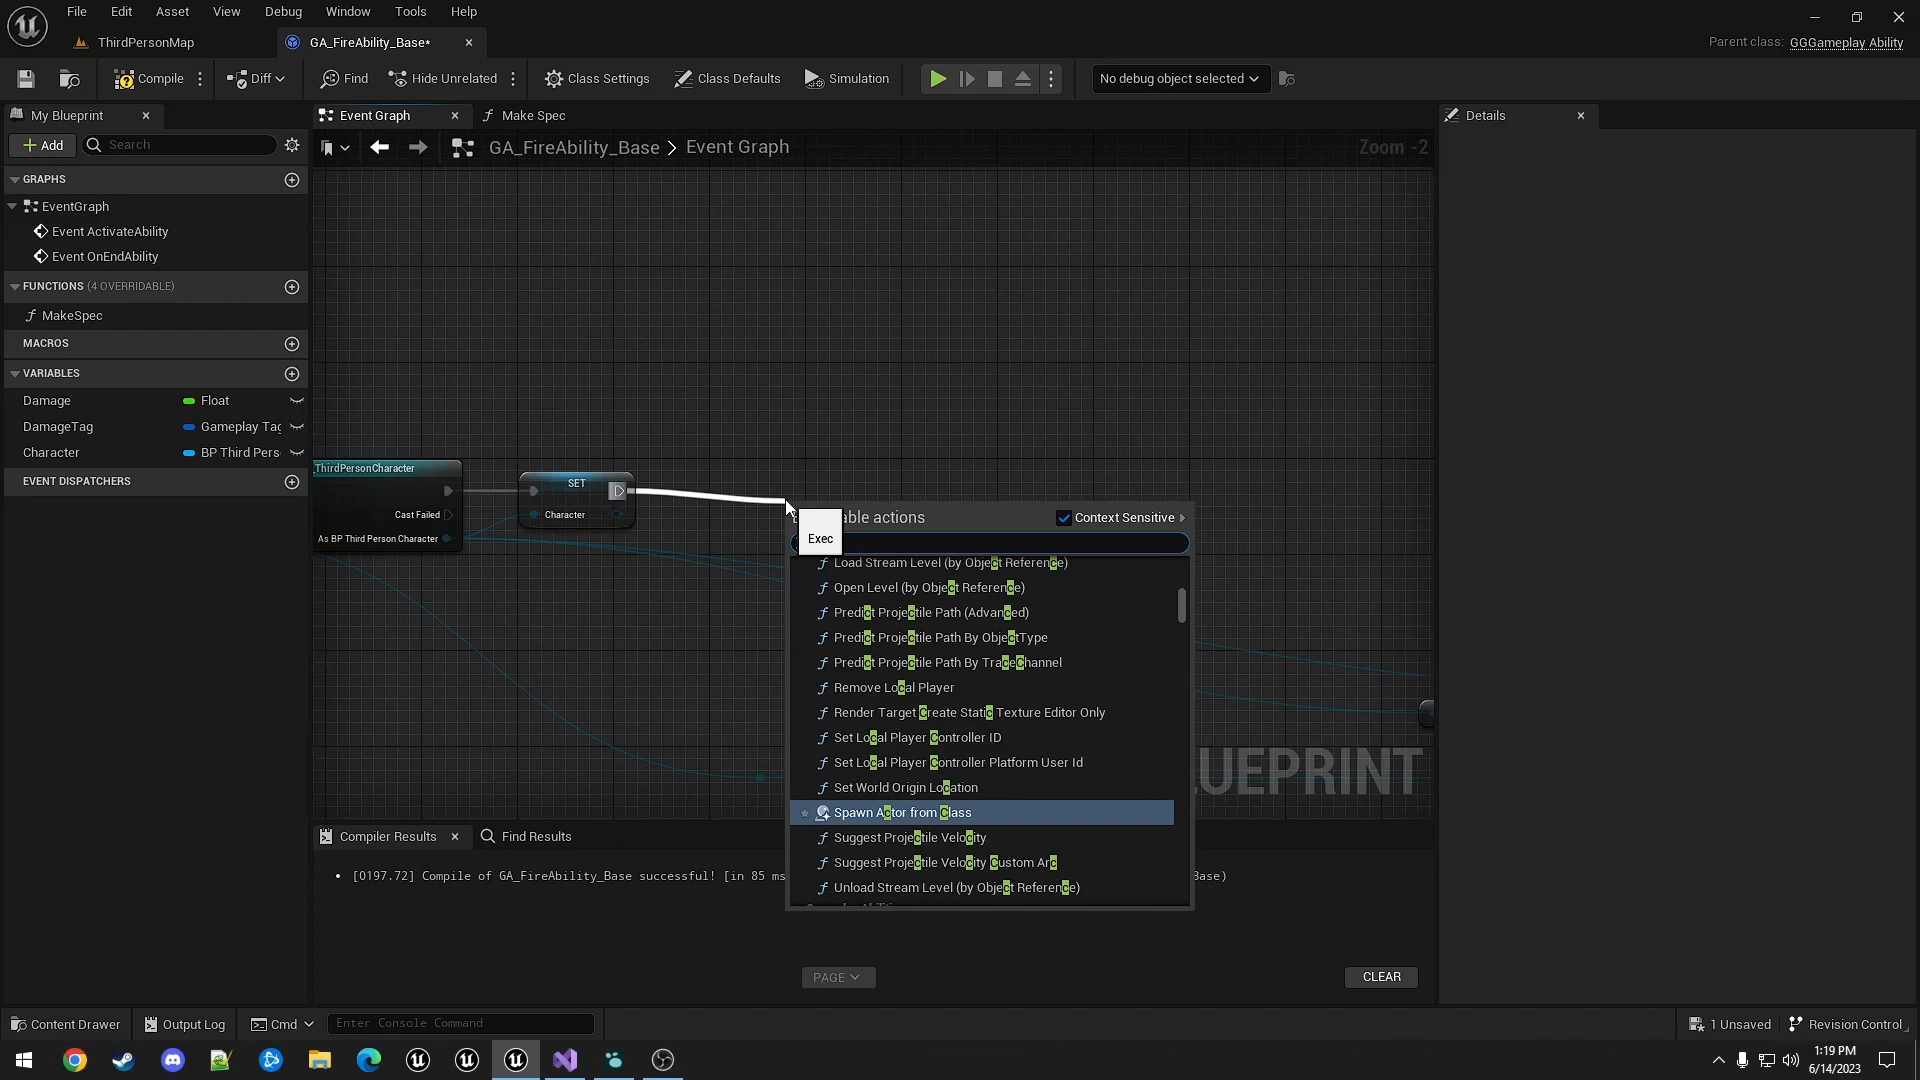 File Edit Asset View Debug Window Tools Help
ThirdPersonMap
GA_FireAbility_Base*
Parent class: GGGameplay Ability
Compile
Diff
Find
Hide Unrelated
Class Settings
Class Defaults
Simulation
No debug object selected
My Blueprint
Event Graph
Make Spec
Details
Add
Search
GA_FireAbility_Base > Event Graph
Zoom -2
GRAPHS
EventGraph
Event ActivateAbility
Event OnEndAbility
FUNCTIONS (4 OVERRIDABLE)
MakeSpec
MACROS
VARIABLES
Damage Float
DamageTag Gameplay Tag
Character BP Third Pers
EVENT DISPATCHERS
_ThirdPersonCharacter
Cast Failed
As BP Third Person Character
SET
Character
Exec
able actions
Context Sensitive
Load Stream Level (by Object Reference)
Open Level (by Object Reference)
Predict Projectile Path (Advanced)
Predict Projectile Path By ObjectType
Predict Projectile Path By TraceChannel
Remove Local Player
Render Target Create Static Texture Editor Only
Set Local Player Controller ID
Set Local Player Controller Platform User Id
Set World Origin Location
Spawn Actor from Class
Suggest Projectile Velocity
Suggest Projectile Velocity Custom Arc
Unload Stream Level (by Object Reference)
UEPRINT
Compiler Results
Find Results
[0197.72] Compile of GA_FireAbility_Base successful! [in 85 ms
Base)
PAGE
CLEAR
Content Drawer
Output Log
Cmd
Enter Console Command
1 Unsaved
Revision Control
1:19 PM
6/14/2023